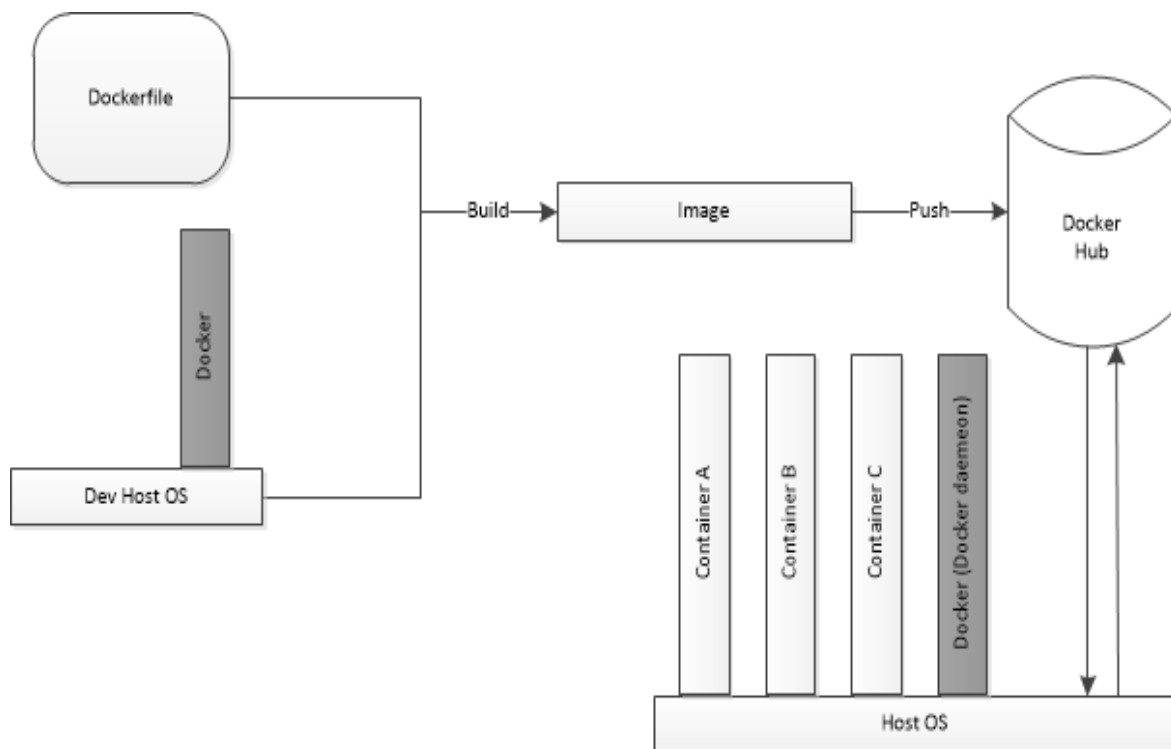 Dockerfile
Build
Image
Push
Docker
Hub
Docker
Dev Host OS
Container A
Container B
Container C
Docker (Docker daemeon)
Host OS